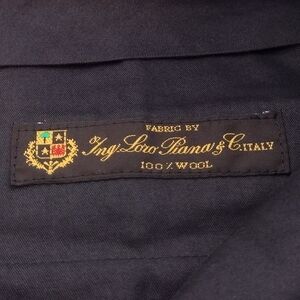 FABRIC BY
Ing. Loro Piana & C. ITALY
100% WOOL